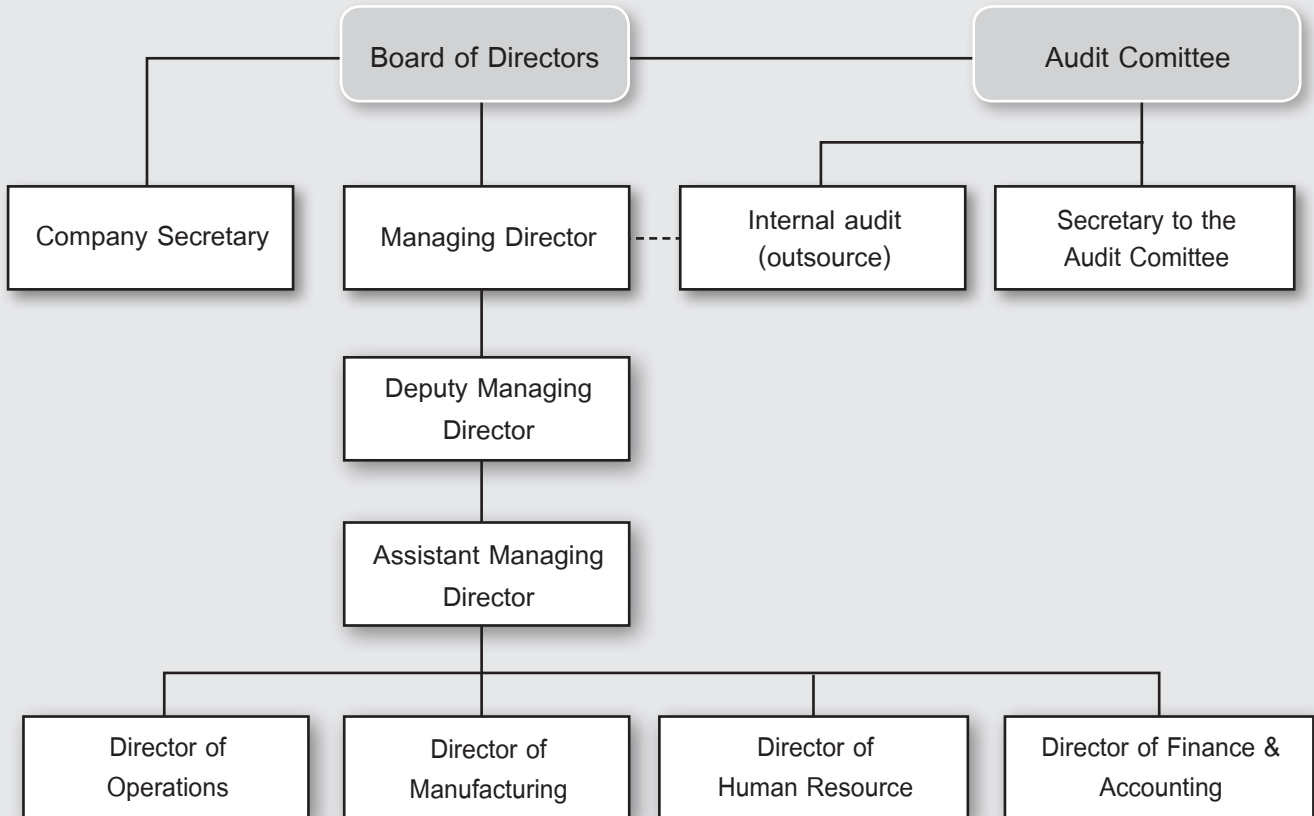 Board of Directors
Audit Comittee
Company Secretary
Managing Director
Internal audit
(outsource)
Secretary to the
Audit Comittee
Deputy Managing
Director
Assistant Managing
Director
Director of
Operations
Director of
Manufacturing
Director of
Human Resource
Director of Finance &
Accounting